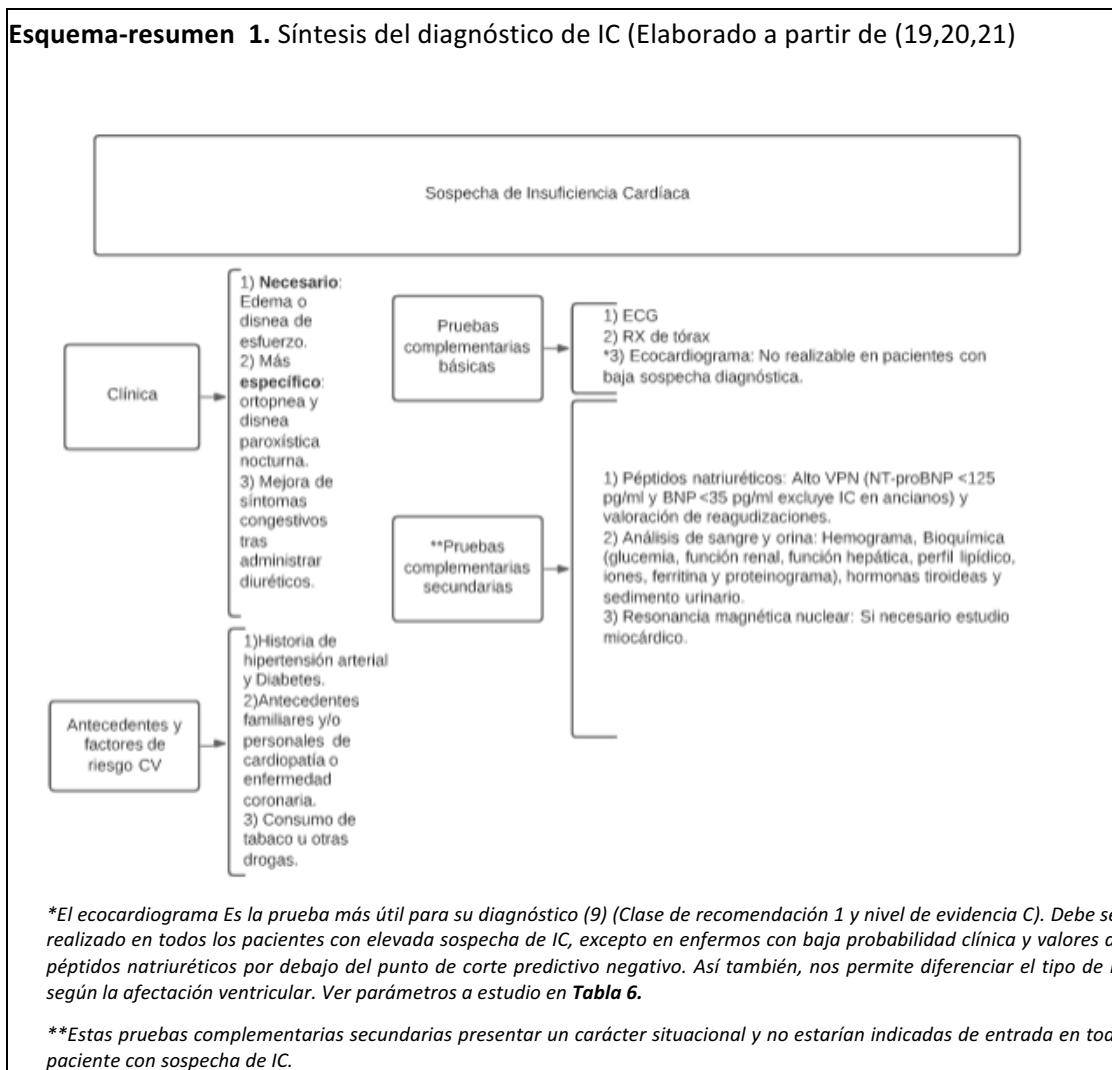 Esquema-resumen 1. Síntesis del diagnóstico de IC (Elaborado a partir de (19,20,21)
Sospecha de Insuficiencia Cardíaca
Clínica
1) Necesario:
Edema o
disnea de
esfuerzo.
2) Más
específico:
ortopnea y
disnea
paroxística
nocturna.
3) Mejora de
síntomas
congestivos
tras
administrar
diuréticos.
Pruebas
complementarias
básicas
1) ECG
2) RX de tórax
*3) Ecocardiograma: No realizable en pacientes con
baja sospecha diagnóstica.
**Pruebas
complementarias
secundarias
1) Péptidos natriuréticos: Alto VPN (NT-proBNP <125
pg/ml y BNP <35 pg/ml excluye IC en ancianos) y
valoración de reagudizaciones.
2) Análisis de sangre y orina: Hemograma, Bioquímica
(glucemia, función renal, función hepática, perfil lipídico,
iones, ferritina y proteinograma), hormonas tiroideas y
sedimento urinario.
3) Resonancia magnética nuclear: Si necesario estudio
miocárdico.
Antecedentes y
factores de
riesgo CV
1)Historia de
hipertensión arterial
y Diabetes.
2)Antecedentes
familiares y/o
personales de
cardiopatía o
enfermedad
coronaria.
3) Consumo de
tabaco u otras
drogas.
*El ecocardiograma Es la prueba más útil para su diagnóstico (9) (Clase de recomendación 1 y nivel de evidencia C). Debe se
realizado en todos los pacientes con elevada sospecha de IC, excepto en enfermos con baja probabilidad clínica y valores d
péptidos natriuréticos por debajo del punto de corte predictivo negativo. Así también, nos permite diferenciar el tipo de
según la afectación ventricular. Ver parámetros a estudio en Tabla 6.
**Estas pruebas complementarias secundarias presentar un carácter situacional y no estarían indicadas de entrada en tod
paciente con sospecha de IC.